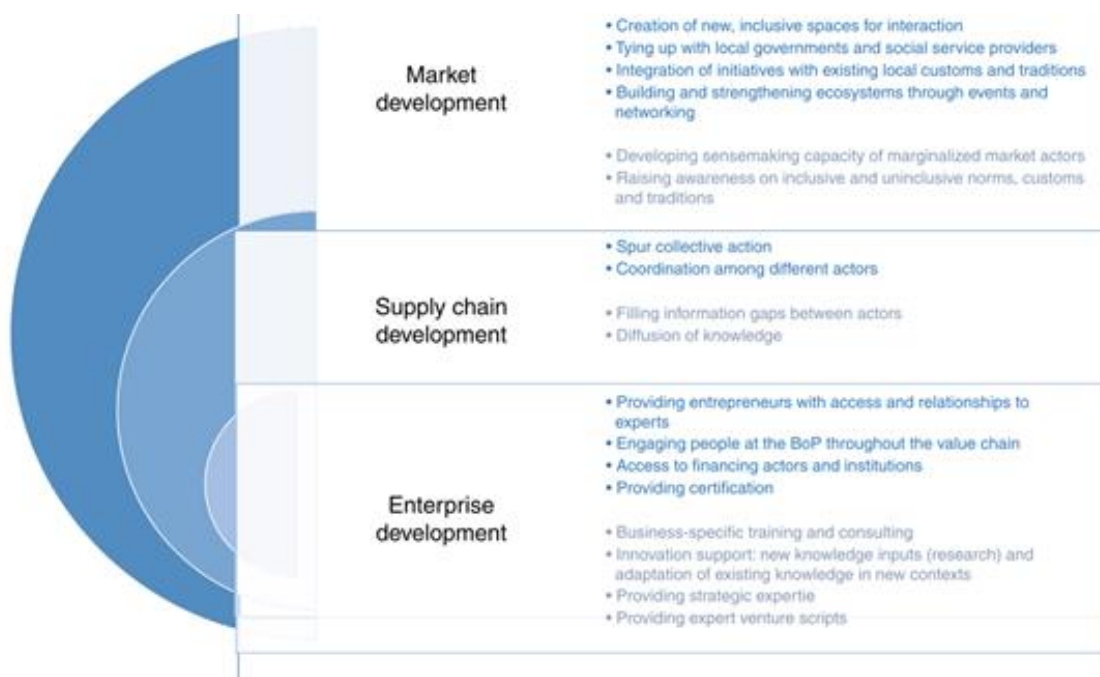 Market
development
• Creation of new, inclusive spaces for interaction
• Tying up with local governments and social service providers
• Integration of initiatives with existing local customs and traditions
• Building and strengthening ecosystems through events and
networking
• Developing sensemaking capacity of marginalized market actors
• Raising awareness on inclusive and uninclusive norms, customs
and traditions
Supply chain
development
• Spur collective action
• Coordination among different actors
• Filling information gaps between actors
• Diffusion of knowledge
Enterprise
development
• Providing entrepreneurs with access and relationships to
experts
• Engaging people at the BoP throughout the value chain
• Access to financing actors and institutions
• Providing certification
• Business-specific training and consulting
• Innovation support: new knowledge inputs (research) and
adaptation of existing knowledge in new contexts
• Providing strategic expertie
• Providing expert venture scripts